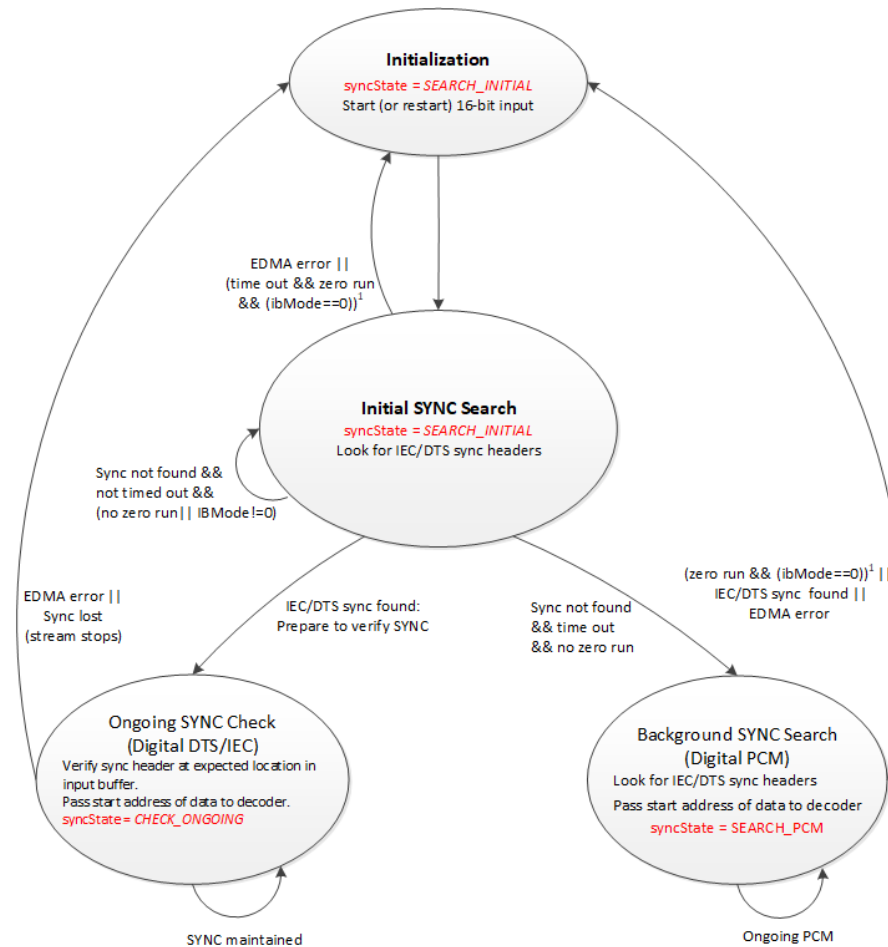 Initialization
syncState = SEARCH_INITIAL
Start (or restart) 16-bit input
EDMA error ||
(time out && zero run
&& (ibMode==0))¹
Initial SYNC Search
syncState = SEARCH_INITIAL
Look for IEC/DTS sync headers
Sync not found &&
not timed out &&
(no zero run|| IBMode!=0)
EDMA error ||
Sync lost
(stream stops)
IEC/DTS sync found:
Prepare to verify SYNC
Sync not found
&& time out
&& no zero run
(zero run && (ibMode==0))¹ ||
IEC/DTS sync found ||
EDMA error
Ongoing SYNC Check
(Digital DTS/IEC)
Verify sync header at expected location in
input buffer.
Pass start address of data to decoder.
syncState= CHECK_ONGOING
Background SYNC Search
(Digital PCM)
Look for IEC/DTS sync headers
Pass start address of data to decoder
syncState = SEARCH_PCM
SYNC maintained
Ongoing PCM